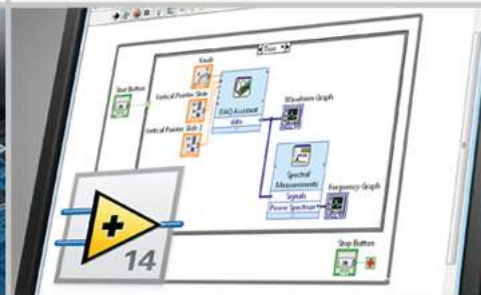 True
Knob
Start Button
Vertical Pointer Slide
DAQ Assistant
data
Waveform Graph
Vertical Pointer Slide 2
Spectral
Measurements
Signals
Power Spectrum
Frequency Graph
Stop Button
14